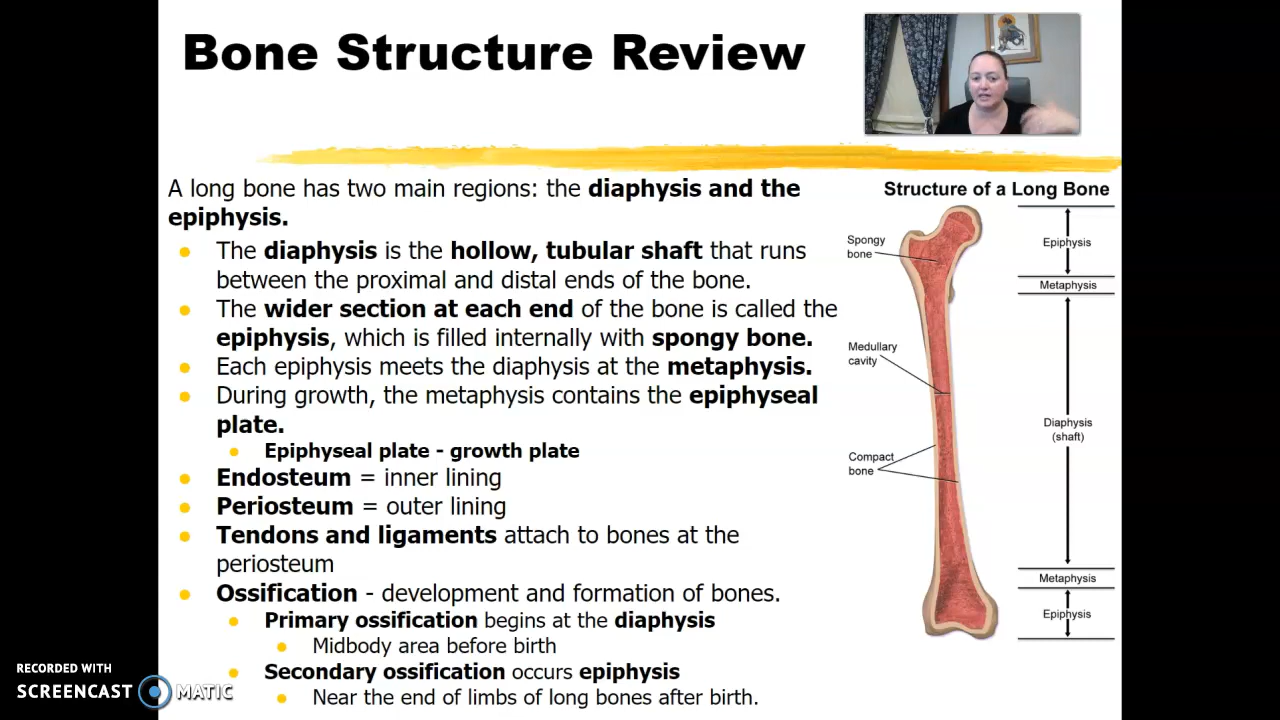 Bone Structure Review
A long bone has two main regions: the diaphysis and the
epiphysis.
The diaphysis is the hollow, tubular shaft that runs
between the proximal and distal ends of the bone.
The wider section at each end of the bone is called the
epiphysis, which is filled internally with spongy bone.
Each epiphysis meets the diaphysis at the metaphysis.
During growth, the metaphysis contains the epiphyseal
plate.
Epiphyseal plate - growth plate
Endosteum = inner lining
Periosteum = outer lining
Tendons and ligaments attach to bones at the
periosteum
Ossification - development and formation of bones.
Primary ossification begins at the diaphysis
Midbody area before birth
Secondary ossification occurs epiphysis
Near the end of limbs of long bones after birth.
Structure of a Long Bone
Spongy
bone
Epiphysis
Metaphysis
Medullary
cavity
Diaphysis
(shaft)
Compact
bone
Metaphysis
Epiphysis
RECORDED WITH
SCREENCAST MATIC